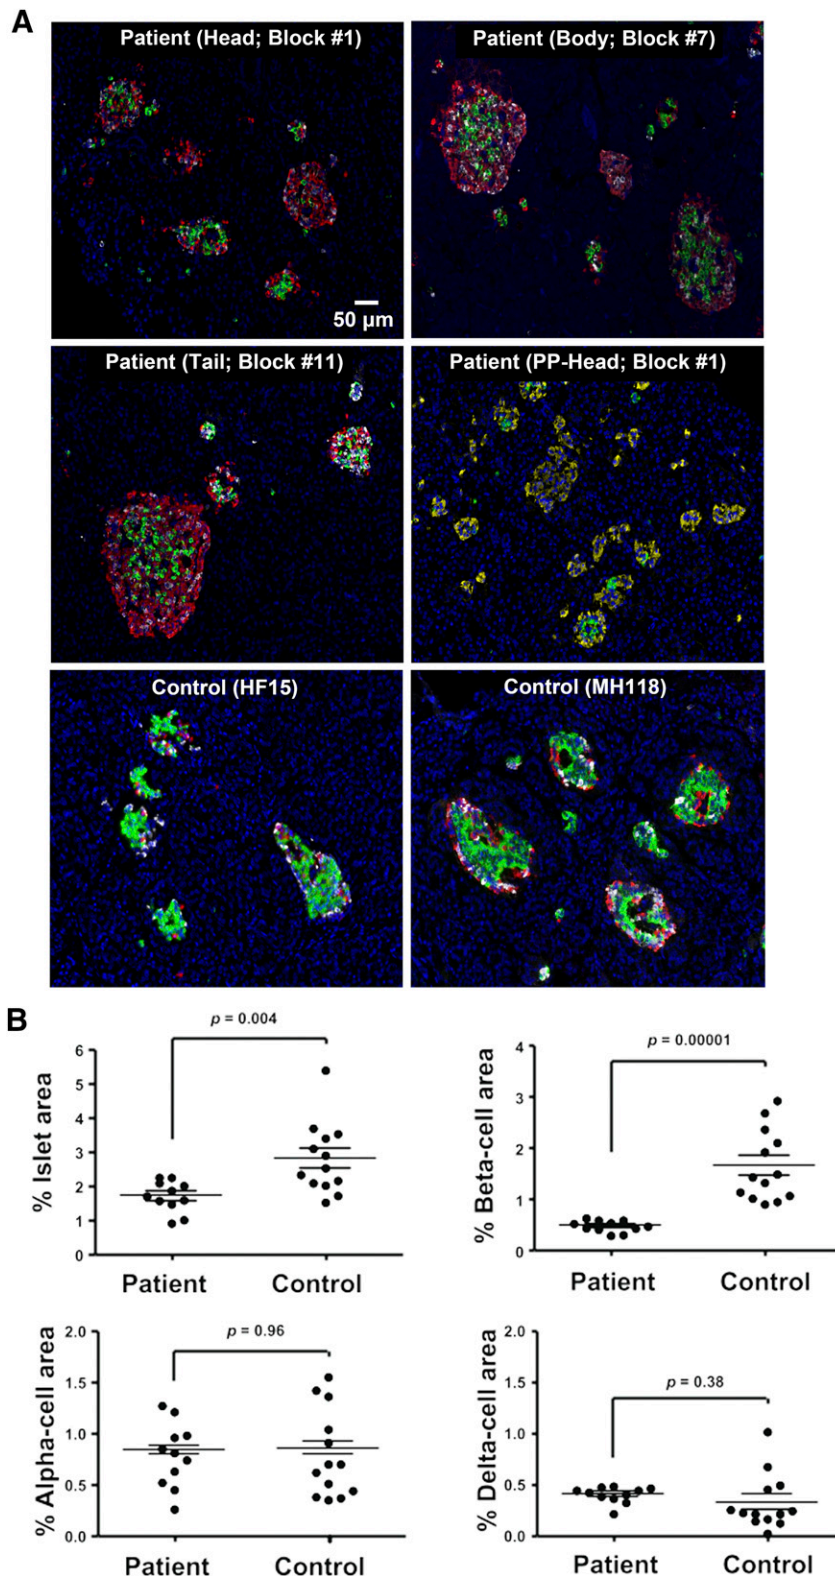 A
Patient (Head; Block #1)
Patient (Body; Block #7)
50 µm
Patient (Tail; Block #11)
Patient (PP-Head; Block #1)
Control (HF15)
Control (MH118)
B
p = 0.004
% Islet area
6
5
4
3
2
1
0
Patient
Control
p = 0.00001
% Beta-cell area
4
3
2
1
0
Patient
Control
p = 0.96
% Alpha-cell area
2.0
1.5
1.0
0.5
0.0
Patient
Control
p = 0.38
% Delta-cell area
2.0
1.5
1.0
0.5
0.0
Patient
Control